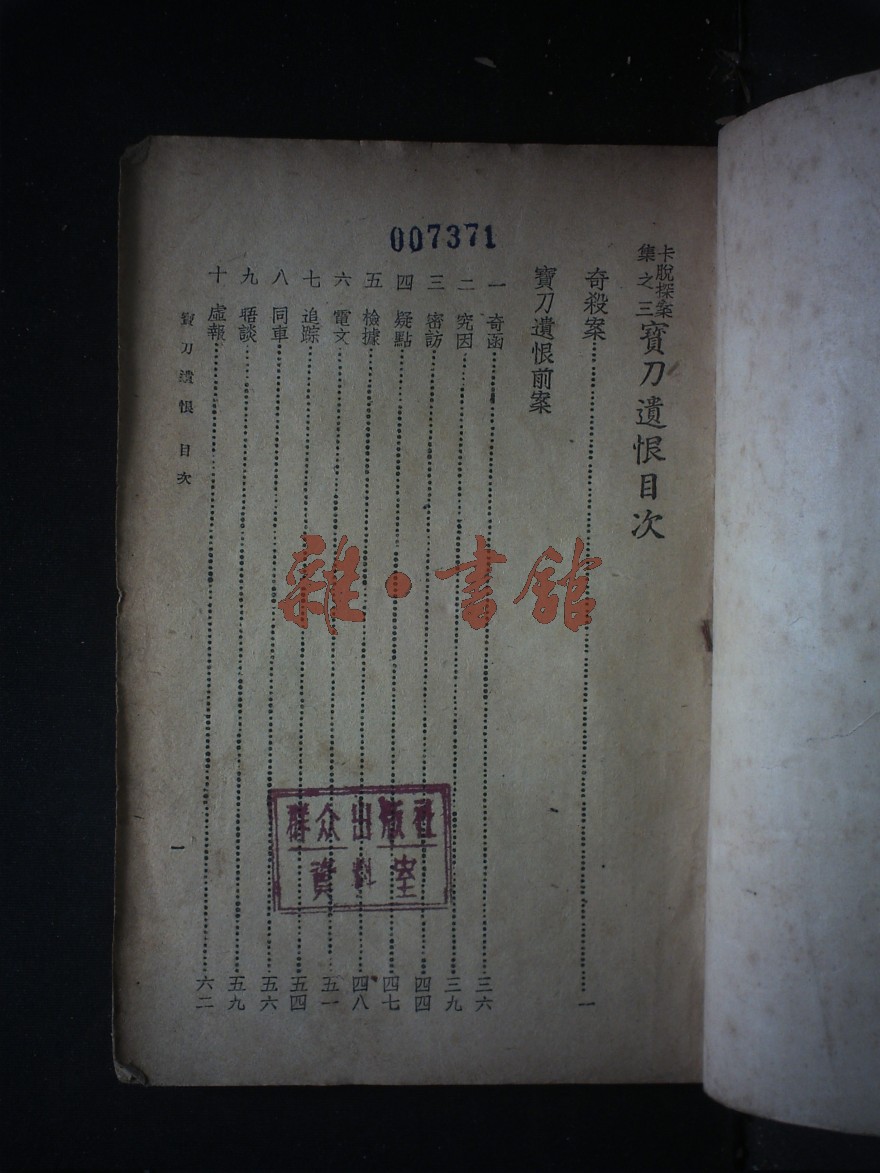 007371
卡脫探案集之三 寶刀遺恨目次
奇殺案 一
寶刀遺恨前案
一 奇函 三六
二 究因 三九
三 密訪 四四
四 疑點 四七
五 檢據 四八
六 電文 五一
七 追踪 五四
八 同車 五六
九 晤談 五九
十 虛報 六二
寶刀遺恨 目次
一
雜·書館
群众出版社
資料室